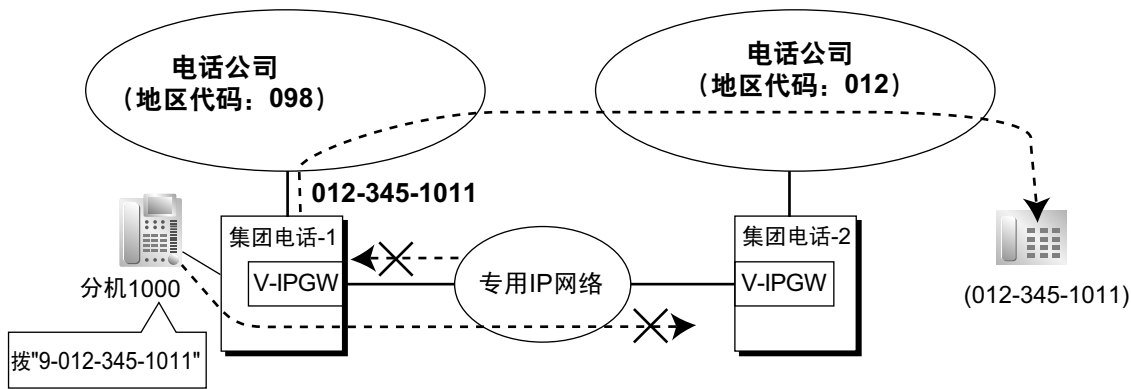 电话公司
（地区代码：098）
电话公司
（地区代码：012）
012-345-1011
集团电话-1
集团电话-2
V-IPGW
专用IP网络
V-IPGW
分机1000
(012-345-1011)
拨"9-012-345-1011"